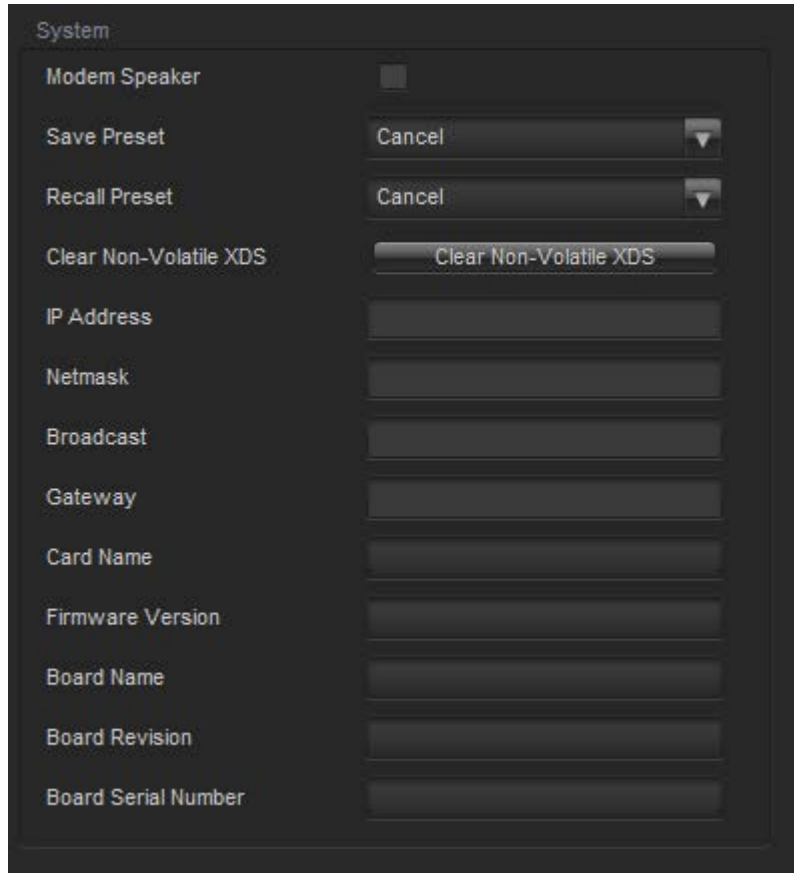 System
Modem Speaker
Save Preset Cancel
Recall Preset Cancel
Clear Non-Volatile XDS Clear Non-Volatile XDS
IP Address
Netmask
Broadcast
Gateway
Card Name
Firmware Version
Board Name
Board Revision
Board Serial Number